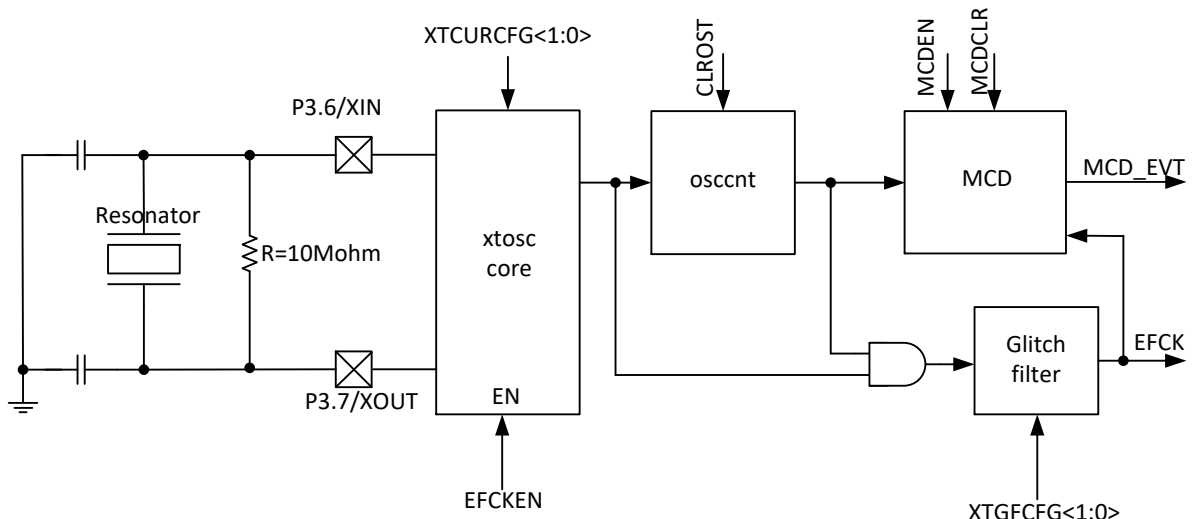 XTCURCFG<1:0>
CLROST
MCDEN
MCDCLR
P3.6/XIN
osccnt
MCD
MCD_EVT
Resonator
R=10Mohm
xtosc
core
Glitch
filter
EFCK
P3.7/XOUT
EN
EFCKEN
XTGFCFG<1:0>